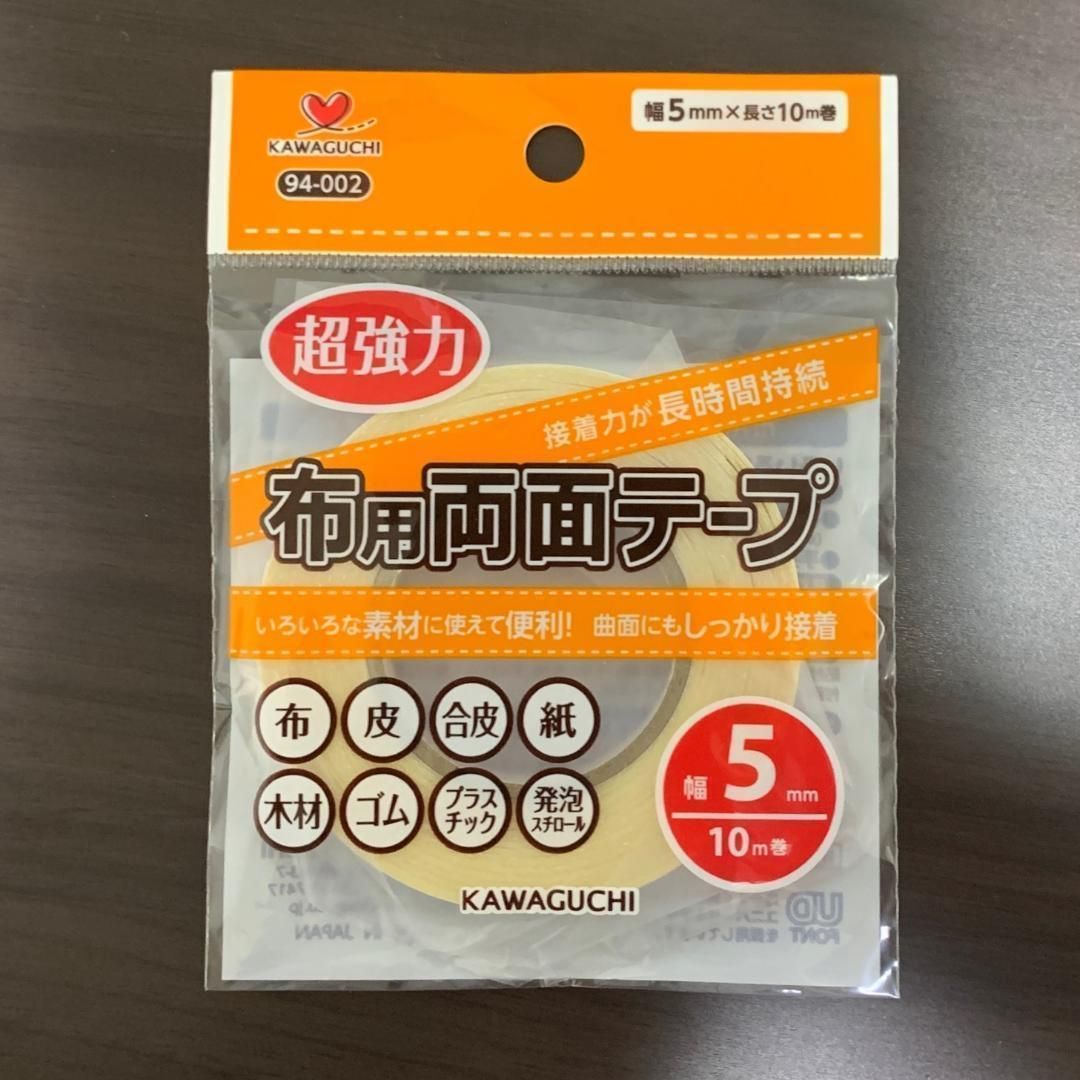 KAWAGUCHI
94-002
幅5mm×長さ10m巻
超強力
接着力が長時間持続
布用両面テープ
いろいろな素材に使えて便利! 曲面にもしっかり接着
布 皮 合皮 紙
木材 ゴム プラスチック 発泡スチロール
幅5mm
10m巻
KAWAGUCHI
UD
FONT
IN JAPAN